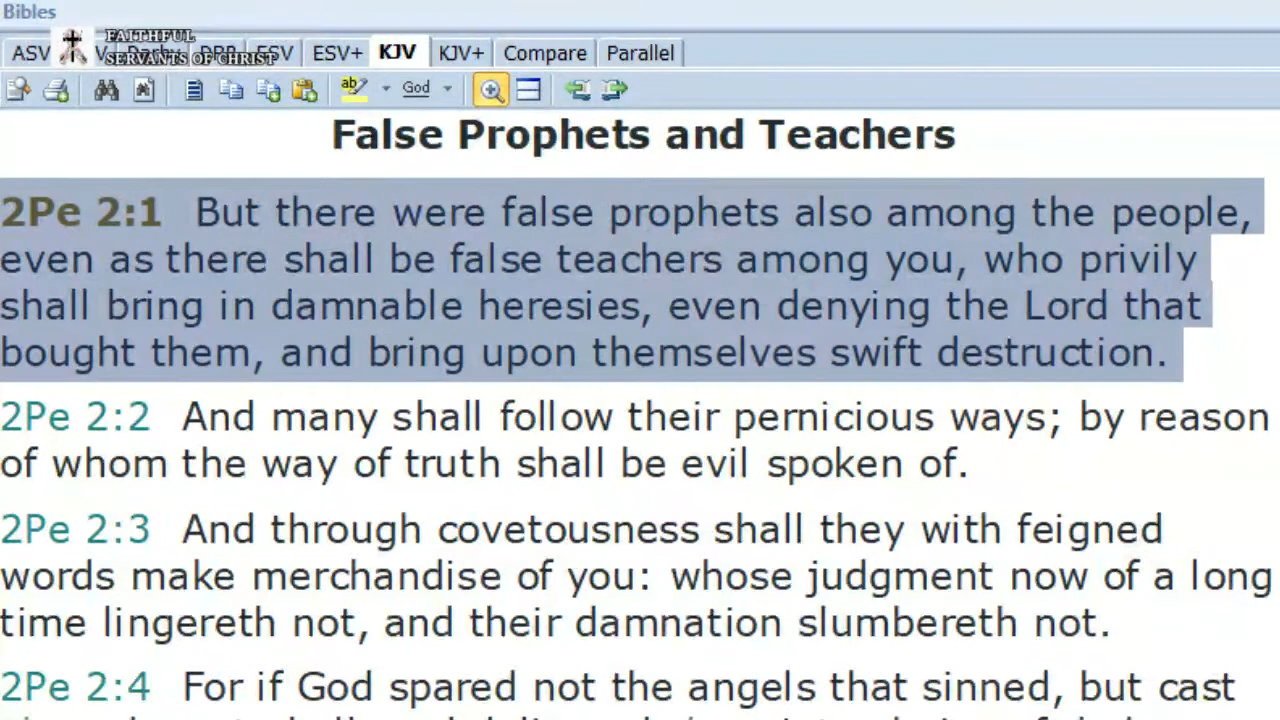 Bibles
FAITHFUL
SERVANTS OF CHRIST
ASV Darby DRB ESV ESV+ KJV KJV+ Compare Parallel
ab God
False Prophets and Teachers
2Pe 2:1 But there were false prophets also among the people,
even as there shall be false teachers among you, who privily
shall bring in damnable heresies, even denying the Lord that
bought them, and bring upon themselves swift destruction.
2Pe 2:2 And many shall follow their pernicious ways; by reason
of whom the way of truth shall be evil spoken of.
2Pe 2:3 And through covetousness shall they with feigned
words make merchandise of you: whose judgment now of a long
time lingereth not, and their damnation slumbereth not.
2Pe 2:4 For if God spared not the angels that sinned, but cast